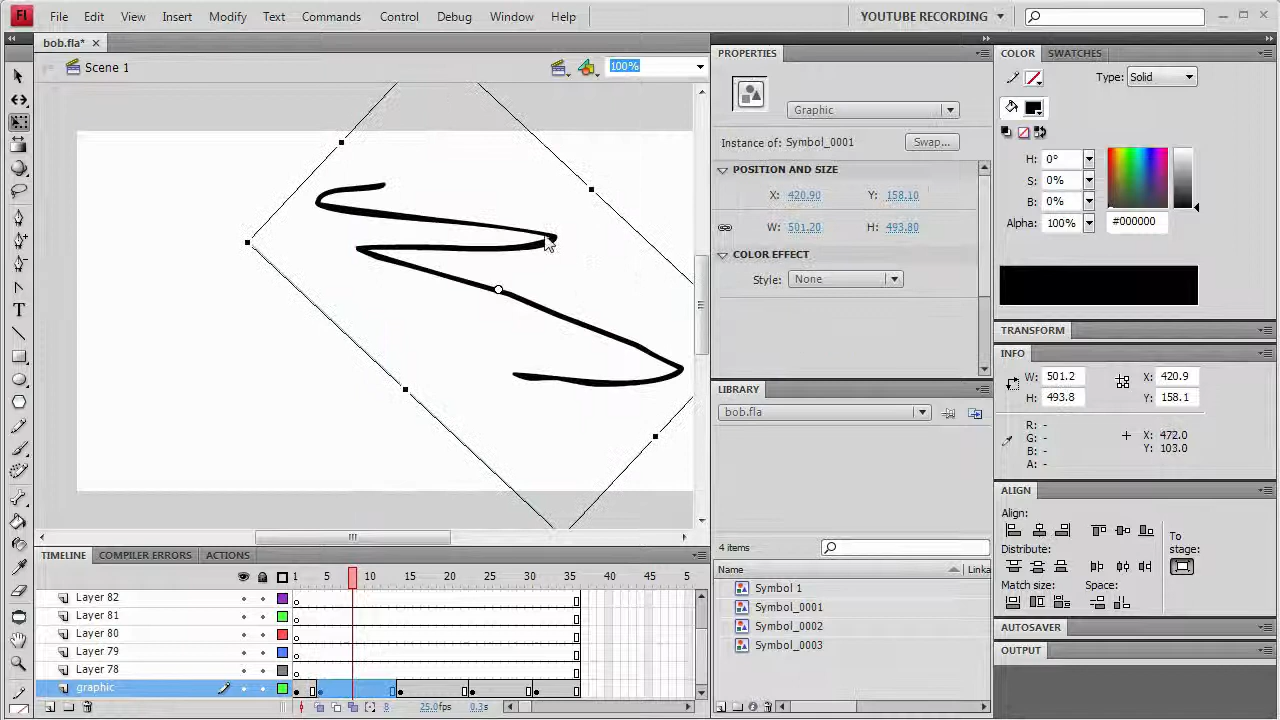 Fl File Edit View Insert Modify Text Commands Control Debug Window Help YOUTUBE RECORDING
bob.fla*
Scene 1 100%
PROPERTIES
Graphic
Instance of: Symbol_0001 Swap...
POSITION AND SIZE
X: 420.90 Y: 158.10
W: 501.20 H: 493.80
COLOR EFFECT
Style: None
LIBRARY
bob.fla
4 items
Name Linka
Symbol 1
Symbol_0001
Symbol_0002
Symbol_0003
COLOR SWATCHES
Type: Solid
H: 0°
S: 0%
B: 0%
Alpha: 100% #000000
TRANSFORM
INFO
W: 501.2 X: 420.9
H: 493.8 Y: 158.1
R: -
G: - X: 472.0
B: - Y: 103.0
A: -
ALIGN
Align:
To stage:
Distribute:
Match size: Space:
AUTOSAVER
OUTPUT
TIMELINE COMPILER ERRORS ACTIONS
1 5 10 15 20 25 30 35 40 45 5
Layer 82
Layer 81
Layer 80
Layer 79
Layer 78
graphic
8 25.0fps 0.3s